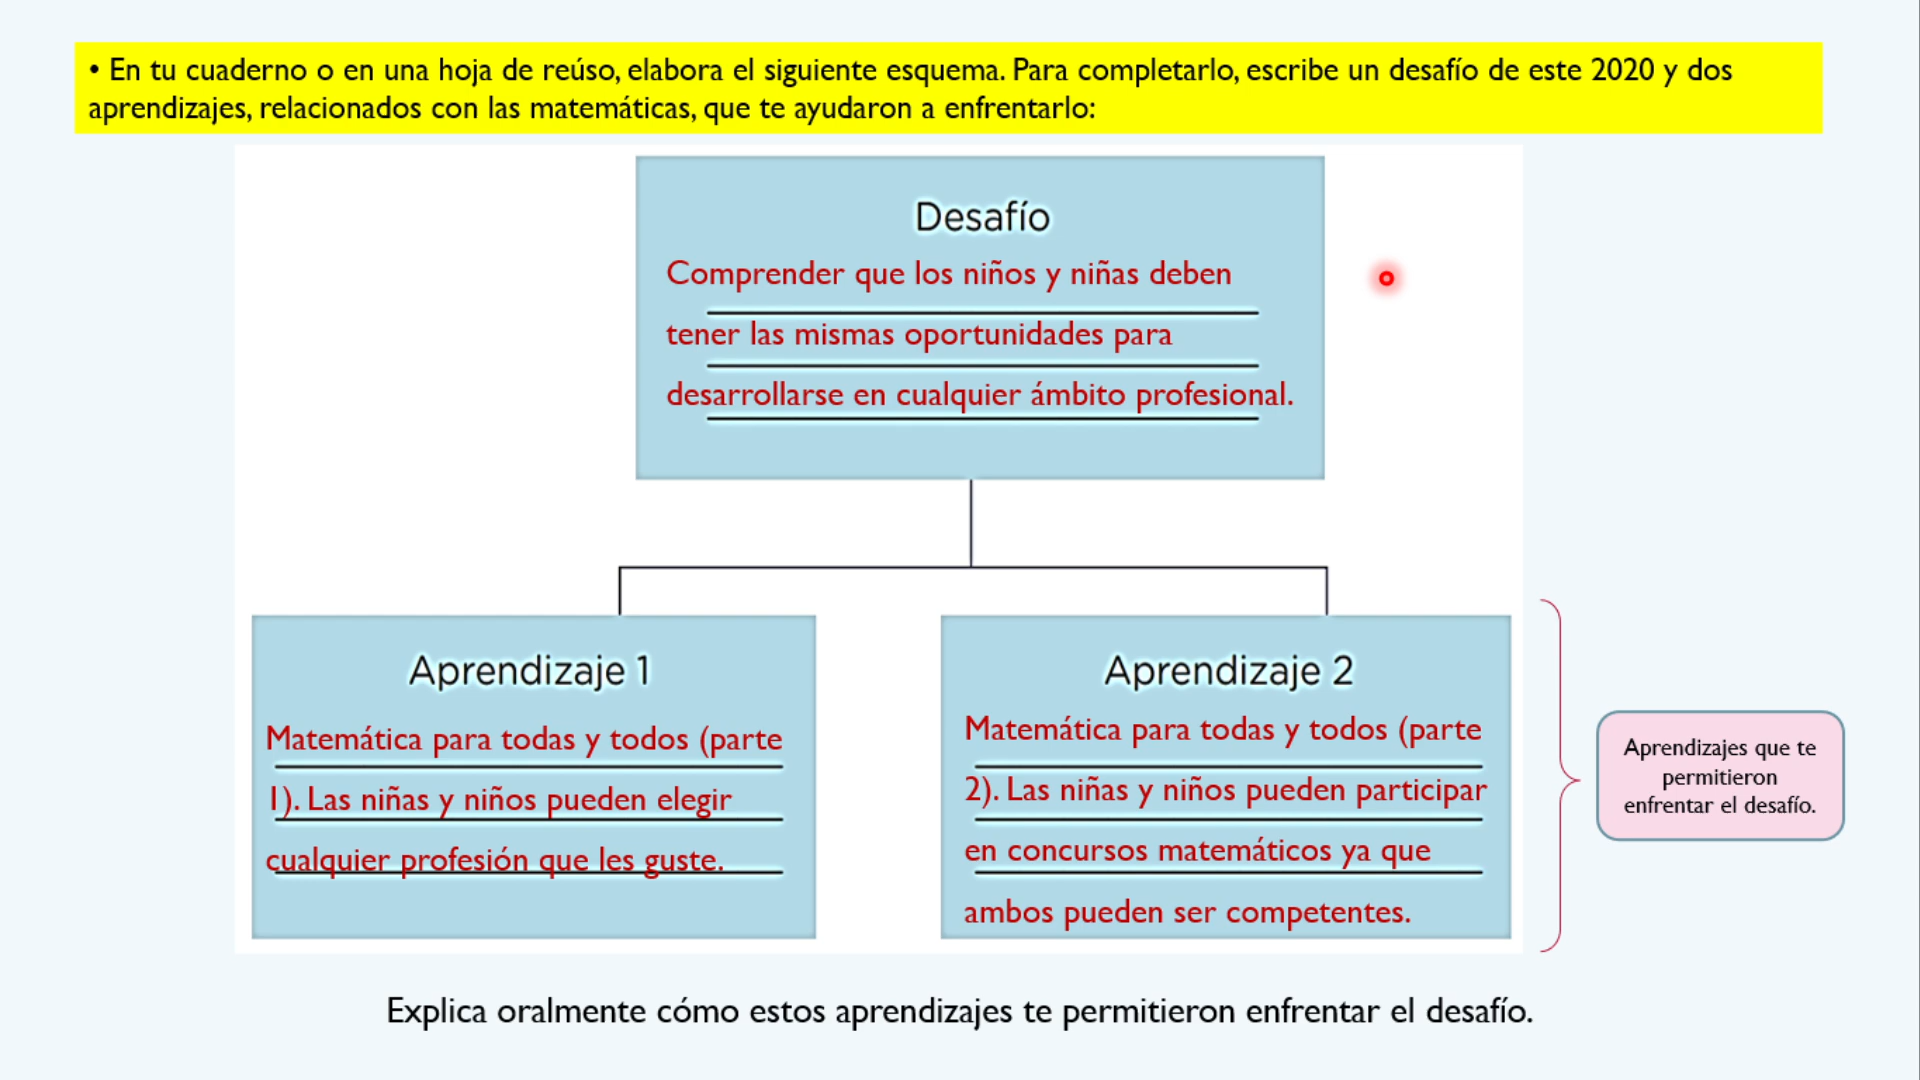 • En tu cuaderno o en una hoja de reúso, elabora el siguiente esquema. Para completarlo, escribe un desafío de este 2020 y dos
aprendizajes, relacionados con las matemáticas, que te ayudaron a enfrentarlo:
Desafío
Comprender que los niños y niñas deben
tener las mismas oportunidades para
desarrollarse en cualquier ámbito profesional.
Aprendizaje 1
Matemática para todas y todos (parte
1). Las niñas y niños pueden elegir
cualquier profesión que les guste.
Aprendizaje 2
Matemática para todas y todos (parte
2). Las niñas y niños pueden participar
en concursos matemáticos ya que
ambos pueden ser competentes.
Aprendizajes que te
permitieron
enfrentar el desafío.
Explica oralmente cómo estos aprendizajes te permitieron enfrentar el desafío.